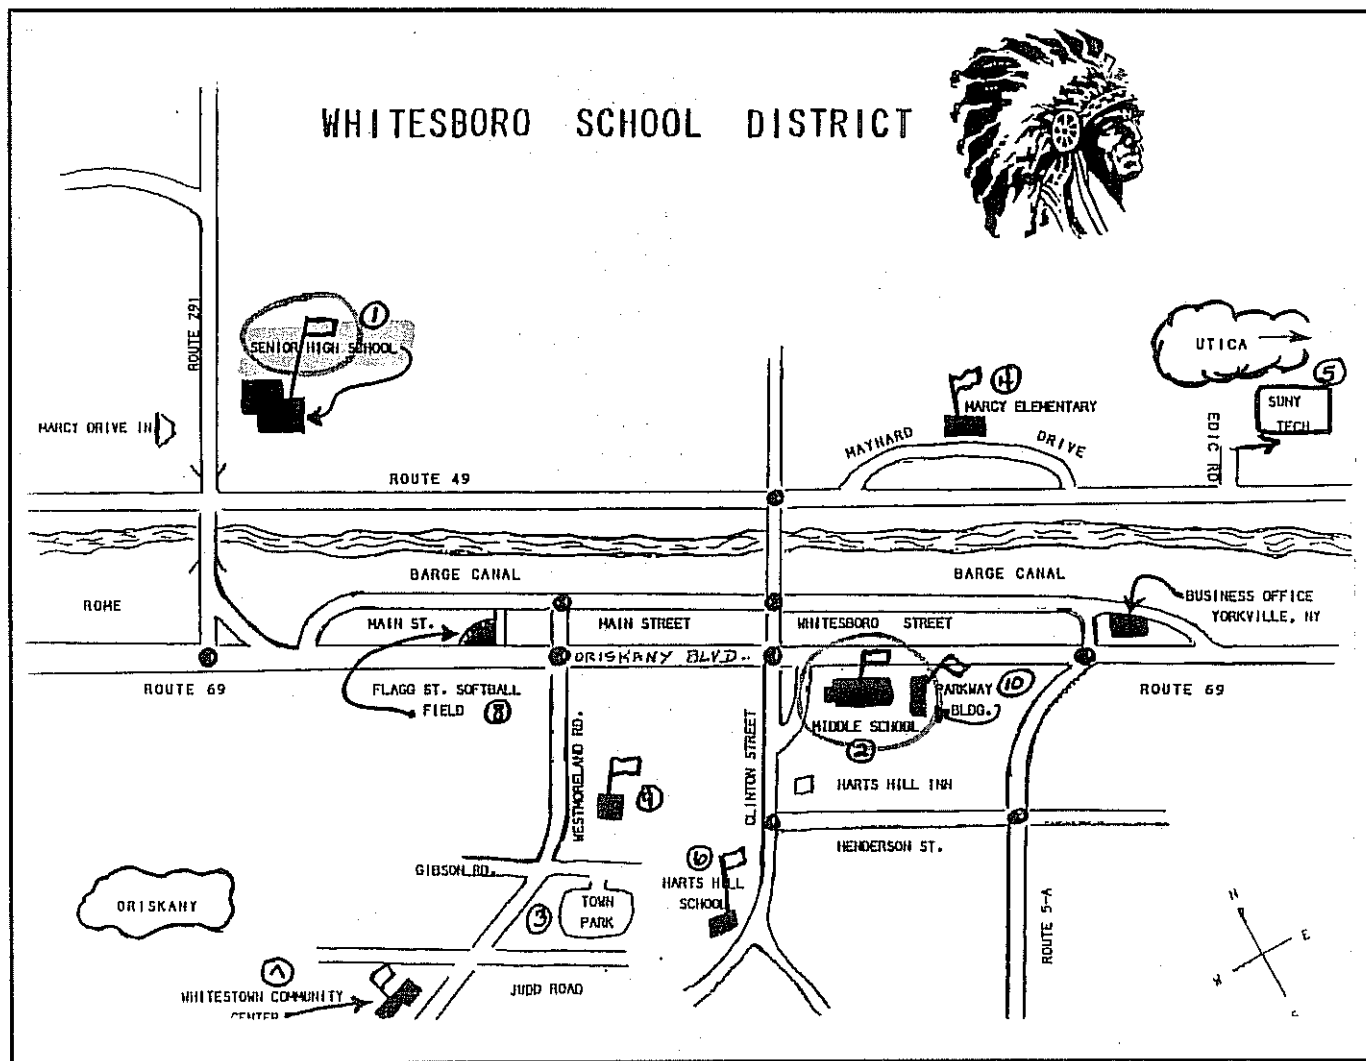 WHITESBORO SCHOOL DISTRICT
ROUTE 291
1
SENIOR HIGH SCHOOL
MARCY DRIVE IN
ROUTE 49
UTICA
5
SUNY
TECH
EDIC RD
4
MARCY ELEMENTARY
MAYNARD DRIVE
BARGE CANAL
BARGE CANAL
ROME
MAIN ST.
MAIN STREET
WHITESBORO STREET
BUSINESS OFFICE
YORKVILLE, NY
ORISKANY BLVD.
ROUTE 69
ROUTE 69
FLAGG ST. SOFTBALL
FIELD 8
PARKWAY 10
BLDG.
MIDDLE SCHOOL
2
WESTMORELAND RD.
9
CLINTON STREET
HARTS HILL INN
HENDERSON ST.
GIBSON RD.
6
HARTS HILL
SCHOOL
ORISKANY
3
TOWN
PARK
ROUTE 5-A
WHITESTOWN COMMUNITY
CENTER
JUDD ROAD
N
E
W
S